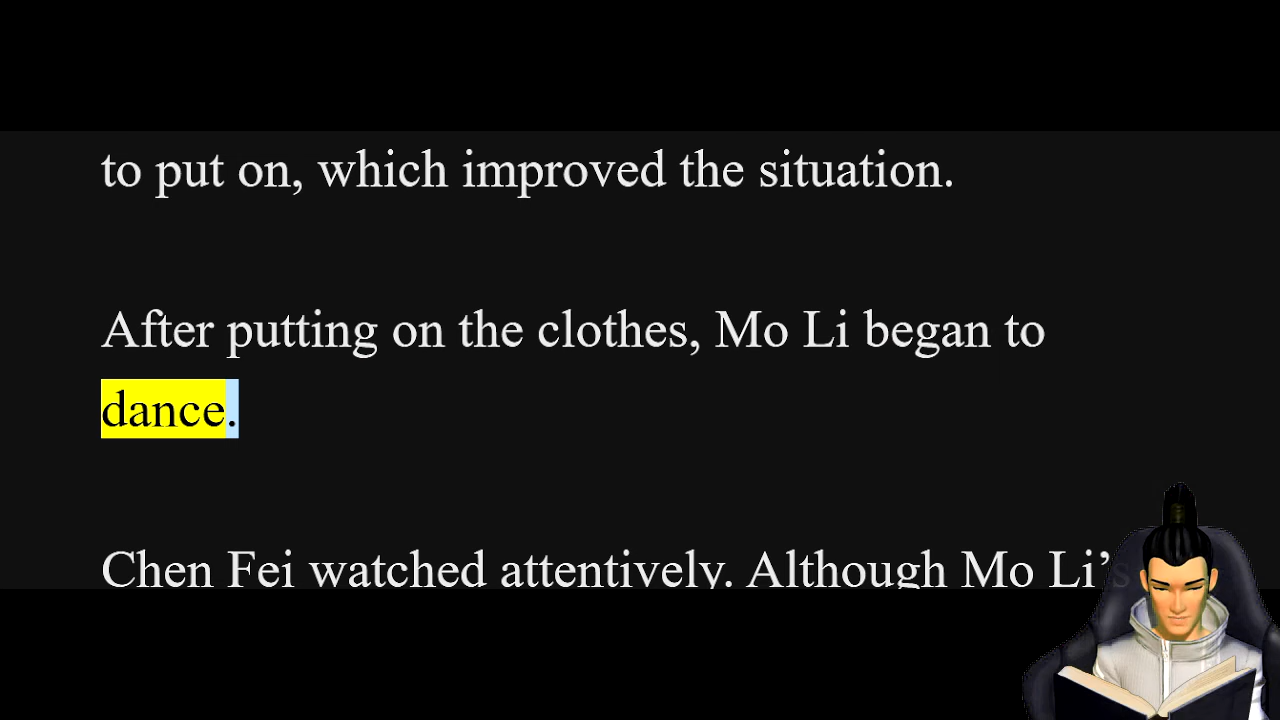 to put on, which improved the situation.
After putting on the clothes, Mo Li began to
dance.
Chen Fei watched attentively. Although Mo Li's